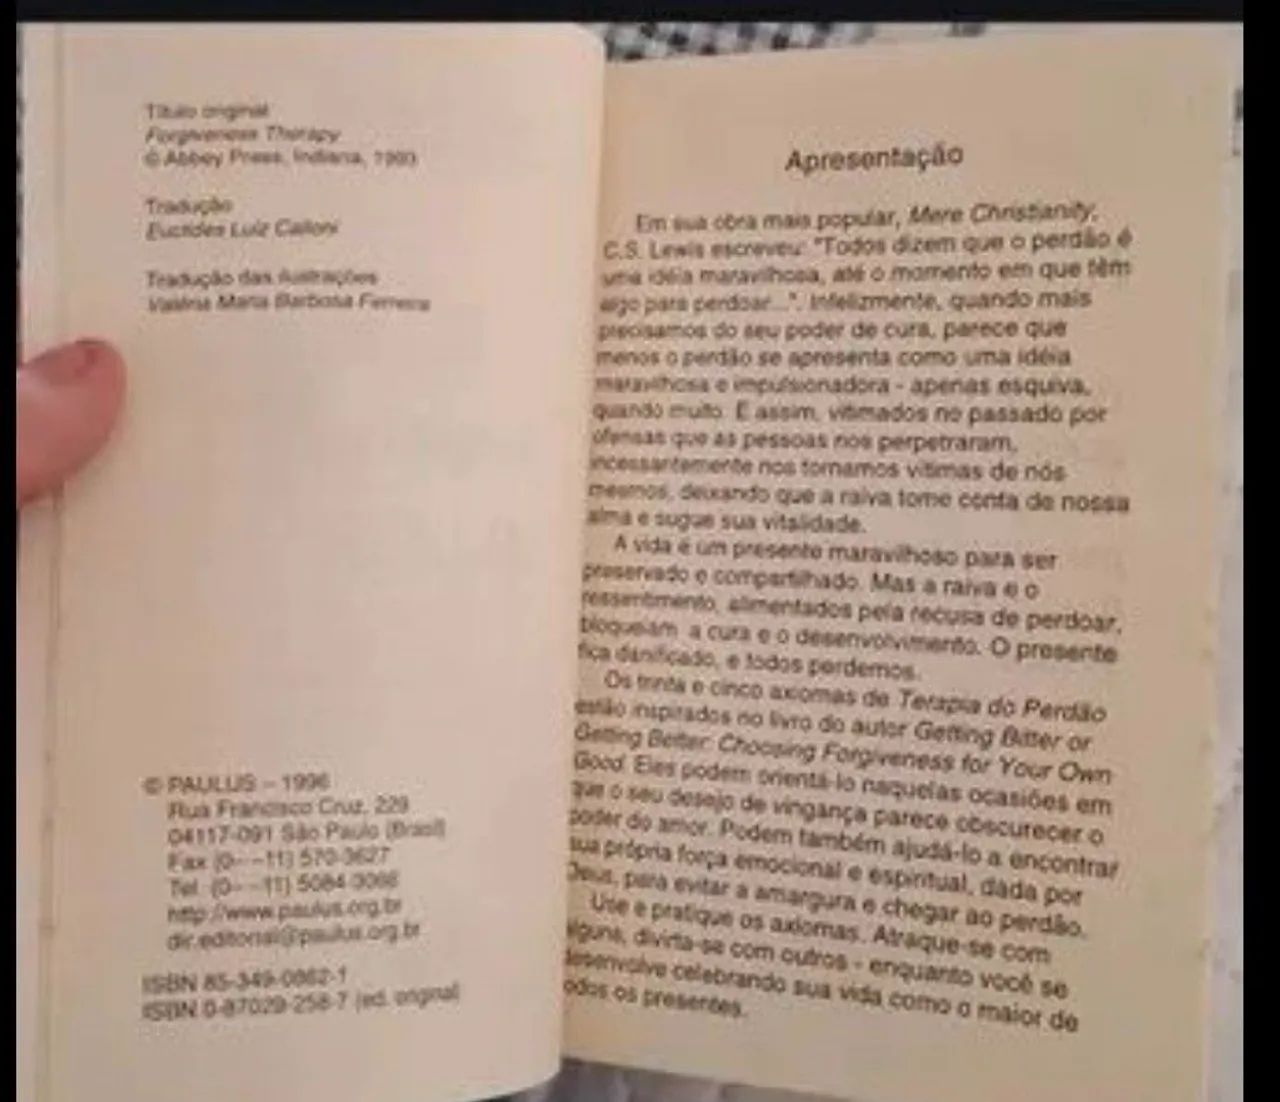 Título original
Forgiveness Therapy
© Abbey Press, Indiana, 1993
Tradução
Euclides Luiz Calloni
Tradução das ilustrações
Valéria Maria Barbosa Ferreira
© PAULUS – 1996
Rua Francisco Cruz, 229
04117-091 São Paulo (Brasil)
Fax (0--11) 570-3627
Tel. (0--11) 5084-3066
http://www.paulus.org.br
dir.editorial@paulus.org.br
ISBN 85-349-0862-1
ISBN 0-87029-258-7 (ed. original)
Apresentação
Em sua obra mais popular, Mere Christianity,
C.S. Lewis escreveu: "Todos dizem que o perdão é
uma idéia maravilhosa, até o momento em que têm
algo para perdoar...". Infelizmente, quando mais
precisamos do seu poder de cura, parece que
menos o perdão se apresenta como uma idéia
maravilhosa e impulsionadora - apenas esquiva,
quando muito. E assim, vitimados no passado por
ofensas que as pessoas nos perpetraram,
incessantemente nos tornamos vítimas de nós
mesmos, deixando que a raiva tome conta de nossa
alma e sugue sua vitalidade.
A vida é um presente maravilhoso para ser
preservado e compartilhado. Mas a raiva e o
ressentimento, alimentados pela recusa de perdoar,
bloqueiam a cura e o desenvolvimento. O presente
fica danificado, e todos perdemos.
Os trinta e cinco axiomas de Terapia do Perdão
estão inspirados no livro do autor Getting Bitter or
Getting Better: Choosing Forgiveness for Your Own
Good. Eles podem orientá-lo naquelas ocasiões em
que o seu desejo de vingança parece obscurecer o
poder do amor. Podem também ajudá-lo a encontrar
sua própria força emocional e espiritual, dada por
Deus, para evitar a amargura e chegar ao perdão.
Use e pratique os axiomas. Atraque-se com
alguns, divirta-se com outros - enquanto você se
desenvolve celebrando sua vida como o maior de
todos os presentes.